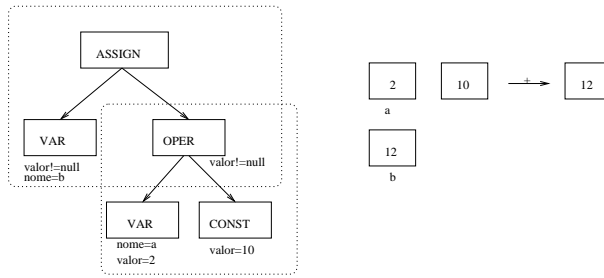 ASSIGN
VAR
valor!=null
nome=b
OPER
valor!=null
VAR
nome=a
valor=2
CONST
valor=10
2
a
10
+
12
12
b